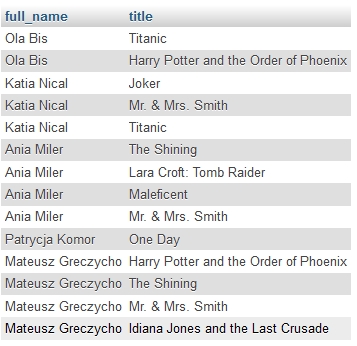 full_name title
Ola Bis Titanic
Ola Bis Harry Potter and the Order of Phoenix
Katia Nical Joker
Katia Nical Mr. & Mrs. Smith
Katia Nical Titanic
Ania Miler The Shining
Ania Miler Lara Croft: Tomb Raider
Ania Miler Maleficent
Ania Miler Mr. & Mrs. Smith
Patrycja Komor One Day
Mateusz Greczycho Harry Potter and the Order of Phoenix
Mateusz Greczycho The Shining
Mateusz Greczycho Mr. & Mrs. Smith
Mateusz Greczycho Idiana Jones and the Last Crusade